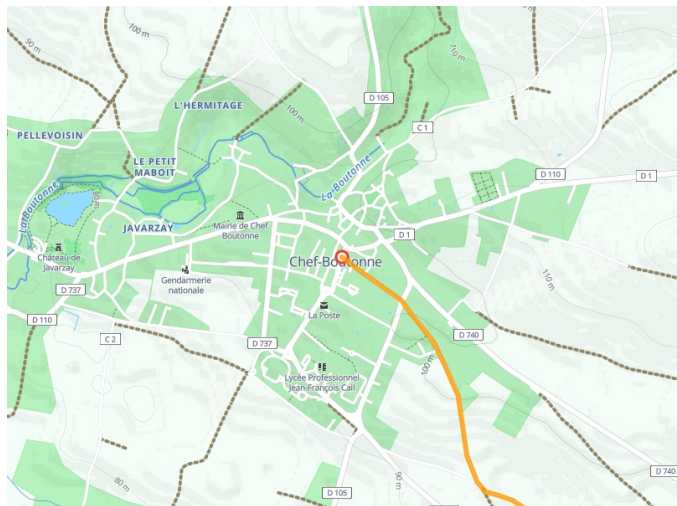 90 m
100 m
110 m
D 105
L'HERMITAGE
100 m
C 1
PELLEVOISIN
LE PETIT
MABOIT
La Boutonne
D 110
D 1
La Boutonne
80 m
Mairie de Chef
Boutonne
JAVARZAY
D 1
Château de
Javarzay
Chef-Boutonne
Gendarmerie
nationale
110 m
D 737
La Poste
D 110
C 2
D 737
D 740
100 m
Lycée Professionnel
Jean-François Cail
D 740
80 m
90 m
D 105